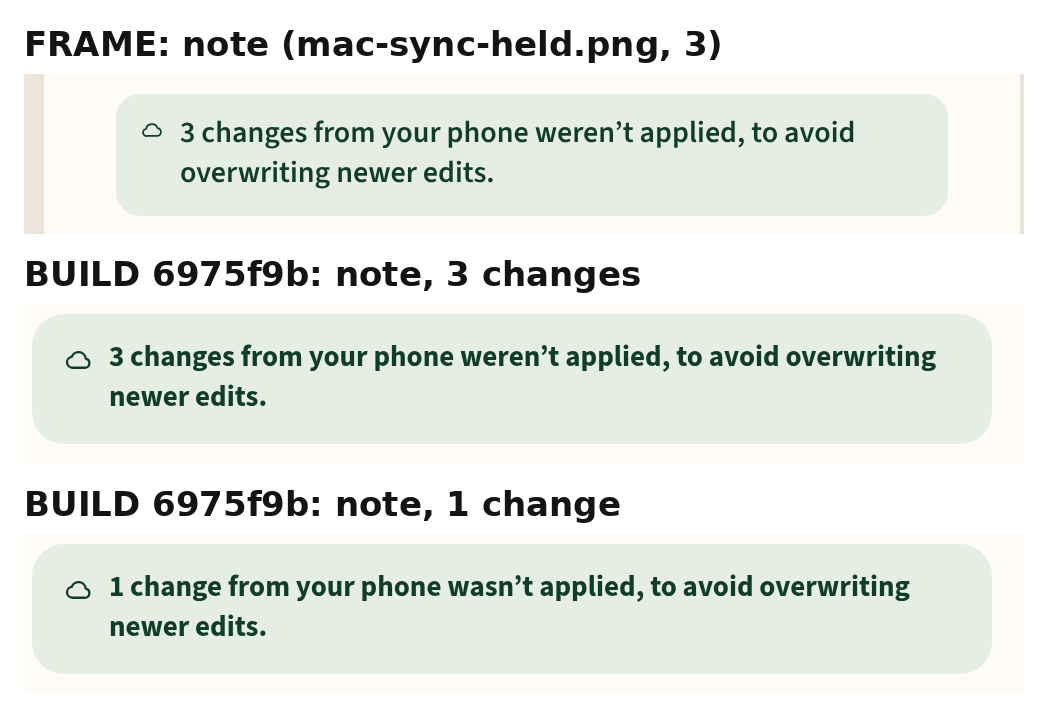 FRAME: note (mac-sync-held.png, 3)
3 changes from your phone weren’t applied, to avoid
overwriting newer edits.
BUILD 6975f9b: note, 3 changes
3 changes from your phone weren’t applied, to avoid overwriting
newer edits.
BUILD 6975f9b: note, 1 change
1 change from your phone wasn’t applied, to avoid overwriting
newer edits.